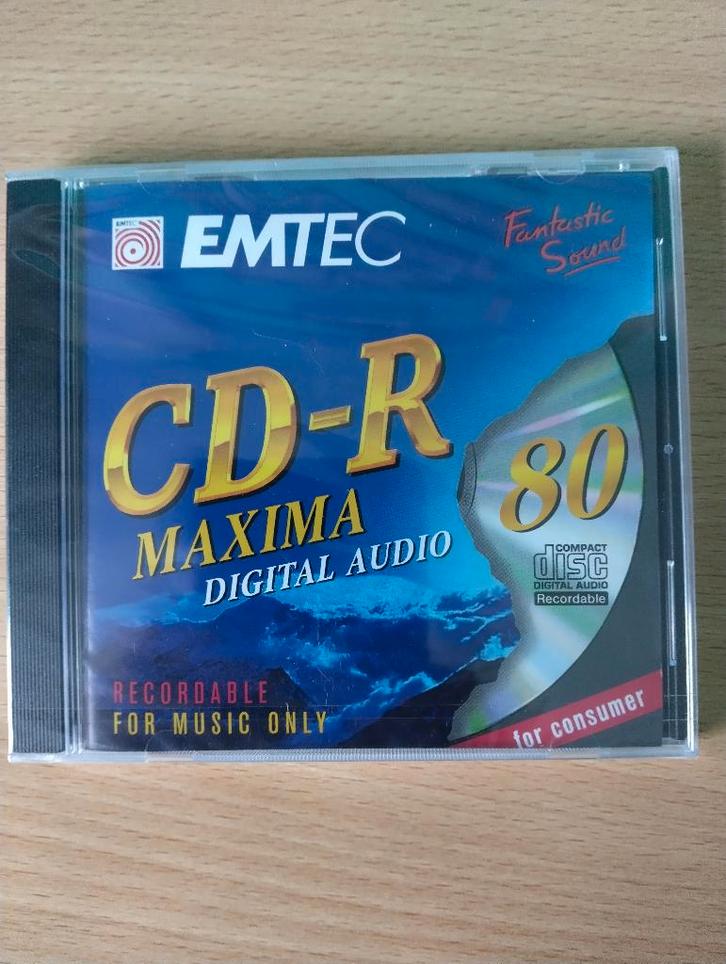 EMTEC
EMTEC
Fantastic
Sound
CD-R
80
MAXIMA
DIGITAL AUDIO
COMPACT
disc
DIGITAL AUDIO
Recordable
RECORDABLE
FOR MUSIC ONLY
for consumer